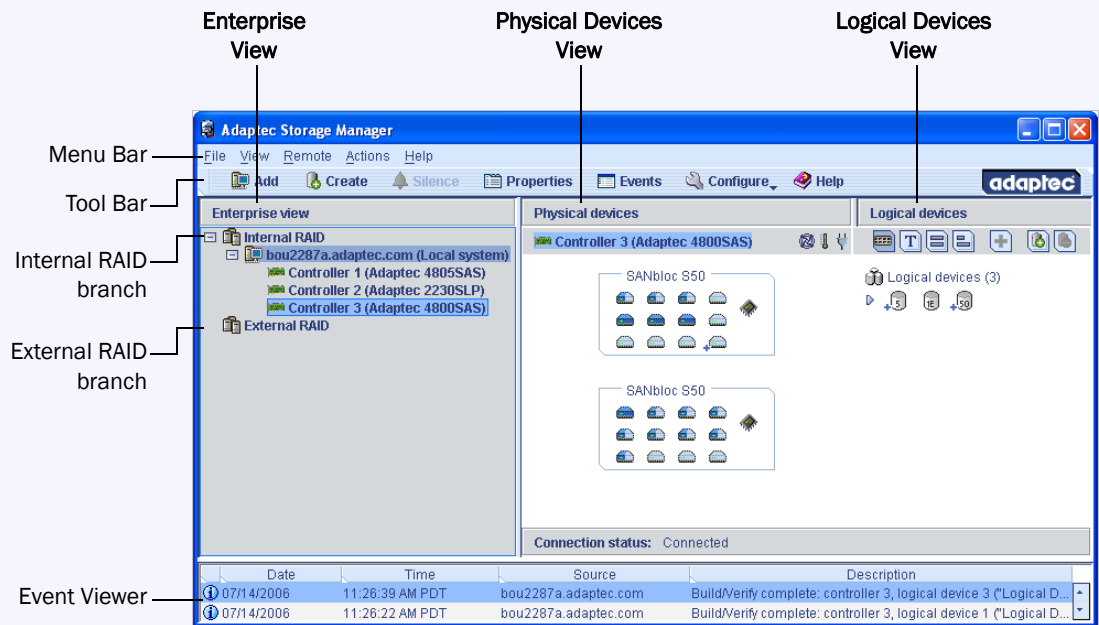 Enterprise View
Physical Devices View
Logical Devices View
Adaptec Storage Manager
Menu Bar
File View Remote Actions Help
Tool Bar
Add Create Silence Properties Events Configure Help
adaptec
Enterprise view
Physical devices
Logical devices
Internal RAID branch
Internal RAID
bou2287a.adaptec.com (Local system)
Controller 1 (Adaptec 4805SAS)
Controller 2 (Adaptec 2230SLP)
Controller 3 (Adaptec 4800SAS)
External RAID branch
External RAID
Controller 3 (Adaptec 4800SAS)
SANbloc S50
SANbloc S50
T
Logical devices (3)
5 1E 50
Connection status: Connected
Event Viewer
Date Time Source Description
07/14/2006 11:26:39 AM PDT bou2287a.adaptec.com Build/Verify complete: controller 3, logical device 3 ("Logical D...
07/14/2006 11:26:22 AM PDT bou2287a.adaptec.com Build/Verify complete: controller 3, logical device 1 ("Logical D...